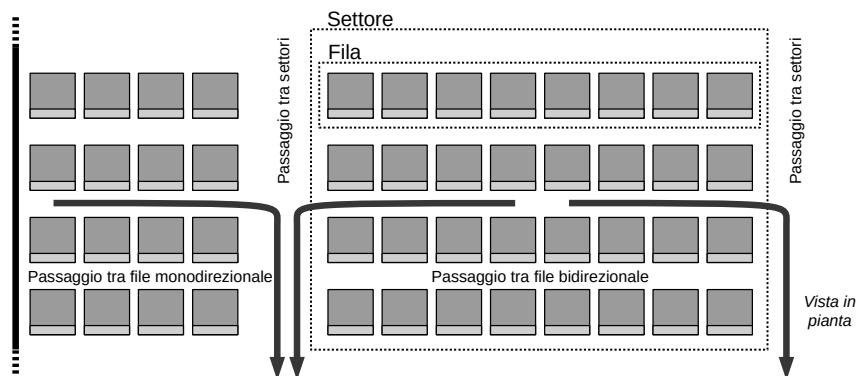 Settore
Fila
Passaggio tra settori
Passaggio tra settori
Passaggio tra file monodirezionale
Passaggio tra file bidirezionale
Vista in
pianta